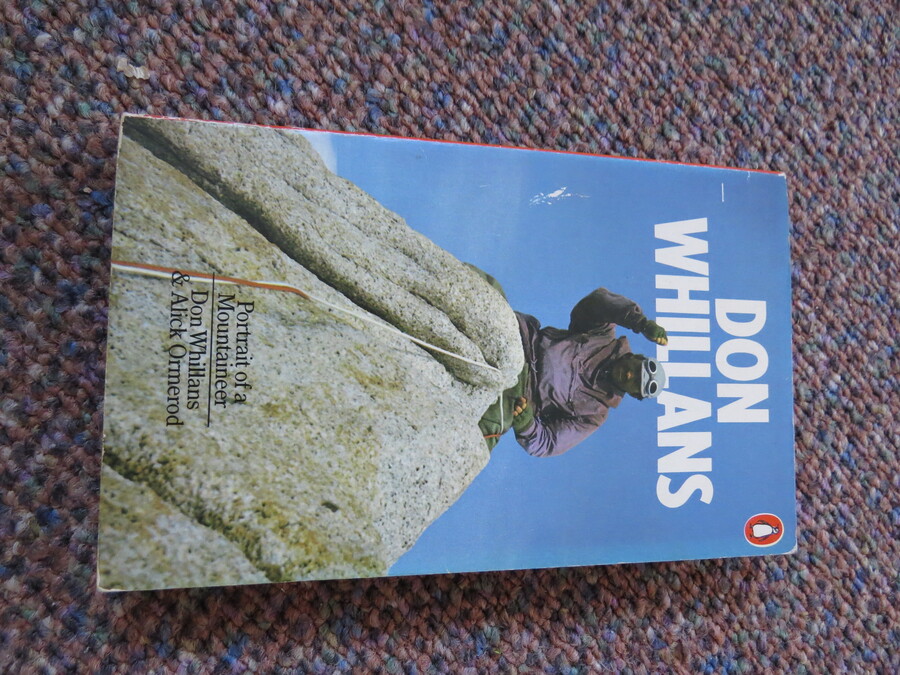 DON
WHILLANS
Portrait of a
Mountaineer
Don Whillans
& Alick Ormerod